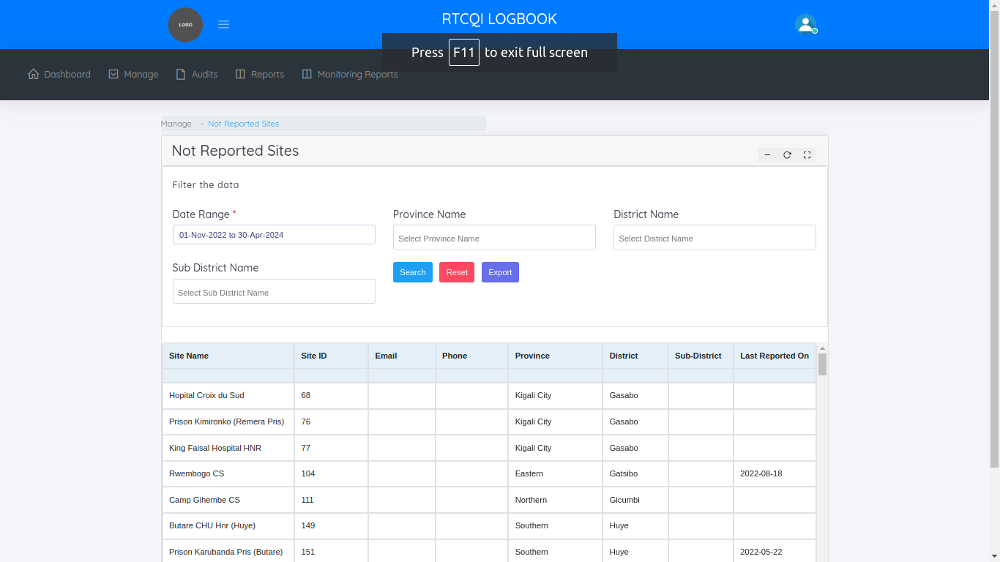 LOGO
RTCQI LOGBOOK
Press F11 to exit full screen
Dashboard Manage Audits Reports Monitoring Reports
Manage - Not Reported Sites
Not Reported Sites
Filter the data
Date Range * Province Name District Name
01-Nov-2022 to 30-Apr-2024 Select Province Name Select District Name
Sub District Name
Search Reset Export
Select Sub District Name
Site Name Site ID Email Phone Province District Sub-District Last Reported On
Hopital Croix du Sud 68 Kigali City Gasabo
Prison Kimironko (Remera Pris) 76 Kigali City Gasabo
King Faisal Hospital HNR 77 Kigali City Gasabo
Rwembogo CS 104 Eastern Gatsibo 2022-08-18
Camp Gihembe CS 111 Northern Gicumbi
Butare CHU Hnr (Huye) 149 Southern Huye
Prison Karubanda Pris (Butare) 151 Southern Huye 2022-05-22